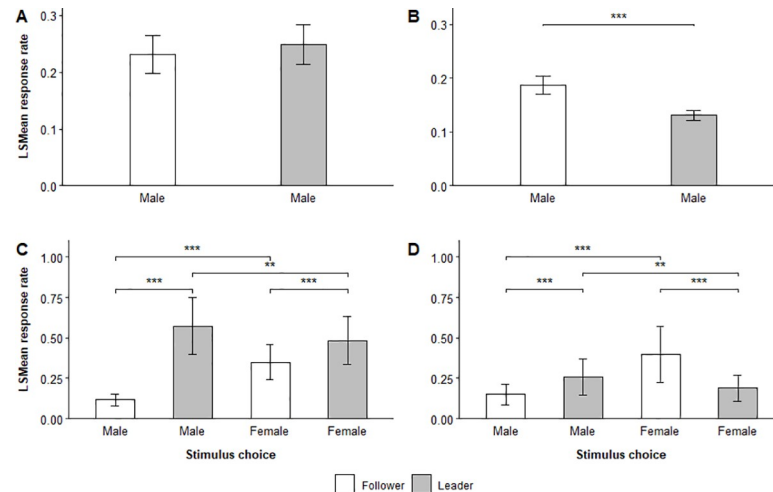 A
B
LSMean response rate
0.3
0.2
0.1
0.0
Male
Male
0.3
0.2
0.1
0.0
***
Male
Male
C
D
LSMean response rate
1.00
0.75
0.50
0.25
0.00
***
**
***
***
Male
Male
Female
Female
Stimulus choice
1.00
0.75
0.50
0.25
0.00
***
**
***
***
Male
Male
Female
Female
Stimulus choice
Follower
Leader